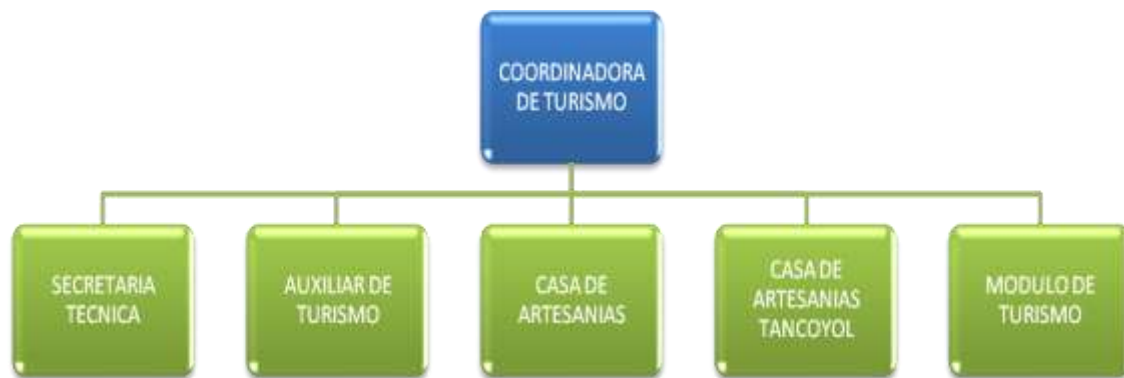 COORDINADORA
DE TURISMO
SECRETARIA
TECNICA
AUXILIAR DE
TURISMO
CASA DE
ARTESANIAS
CASA DE
ARTESANIAS
TANCOYOL
MODULO DE
TURISMO